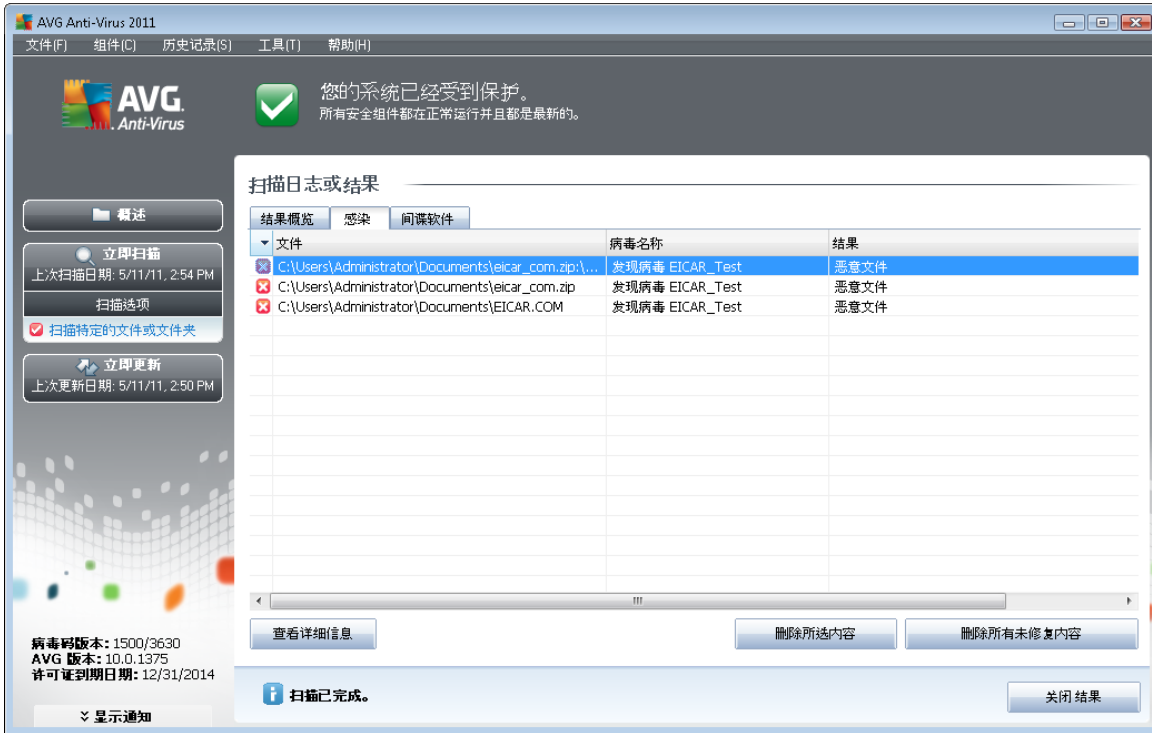 AVG Anti-Virus 2011
文件(F) 组件(C) 历史记录(S) 工具(T) 帮助(H)
AVG.
Anti-Virus
您的系统已经受到保护。
所有安全组件都在正常运行并且都是最新的。
概述
立即扫描
上次扫描日期: 5/11/11, 2:54 PM
扫描选项
扫描特定的文件或文件夹
立即更新
上次更新日期: 5/11/11, 2:50 PM
病毒码版本: 1500/3630
AVG 版本: 10.0.1375
许可证到期日期: 12/31/2014
显示通知
扫描日志或结果
结果概览 感染 间谍软件
文件 病毒名称 结果
C:\Users\Administrator\Documents\eicar_com.zip:\... 发现病毒 EICAR_Test 恶意文件
C:\Users\Administrator\Documents\eicar_com.zip 发现病毒 EICAR_Test 恶意文件
C:\Users\Administrator\Documents\EICAR.COM 发现病毒 EICAR_Test 恶意文件
查看详细信息 删除所选内容 删除所有未修复内容
扫描已完成。
关闭结果